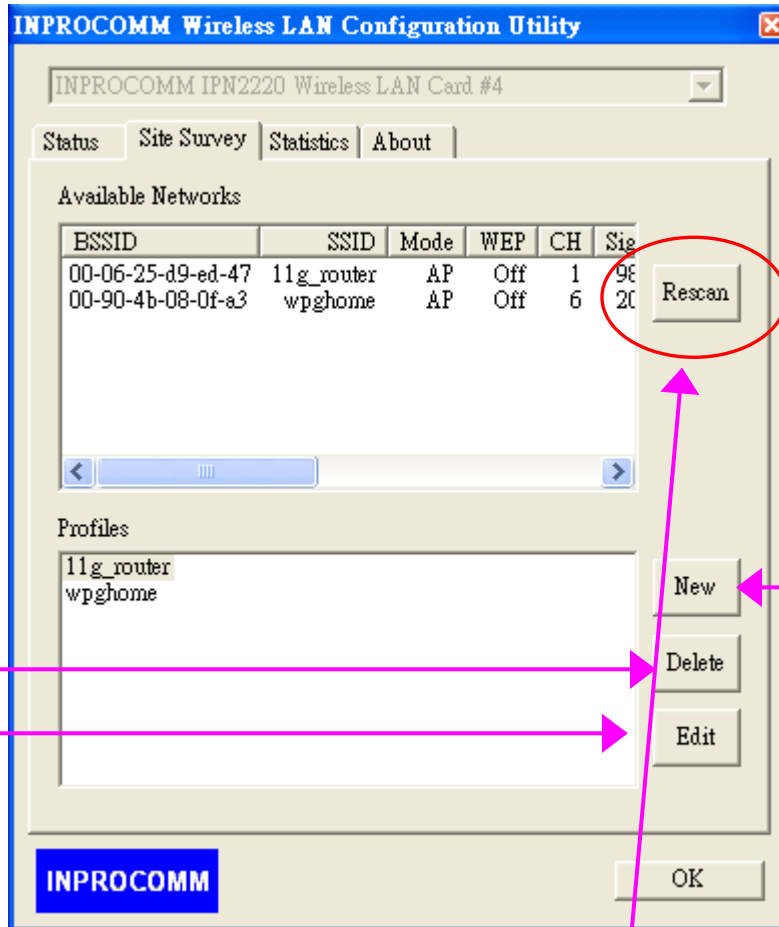 INPROCOMM Wireless LAN Configuration Utility
INPROCOMM IPN2220 Wireless LAN Card #4
Status Site Survey Statistics About
Available Networks
BSSID SSID Mode WEP CH Sig
00-06-25-d9-ed-47 11g_router AP Off 1 98
00-90-4b-08-0f-a3 wpghome AP Off 6 20
Rescan
Profiles
11g_router
wpghome
New
Delete
Edit
INPROCOMM
OK